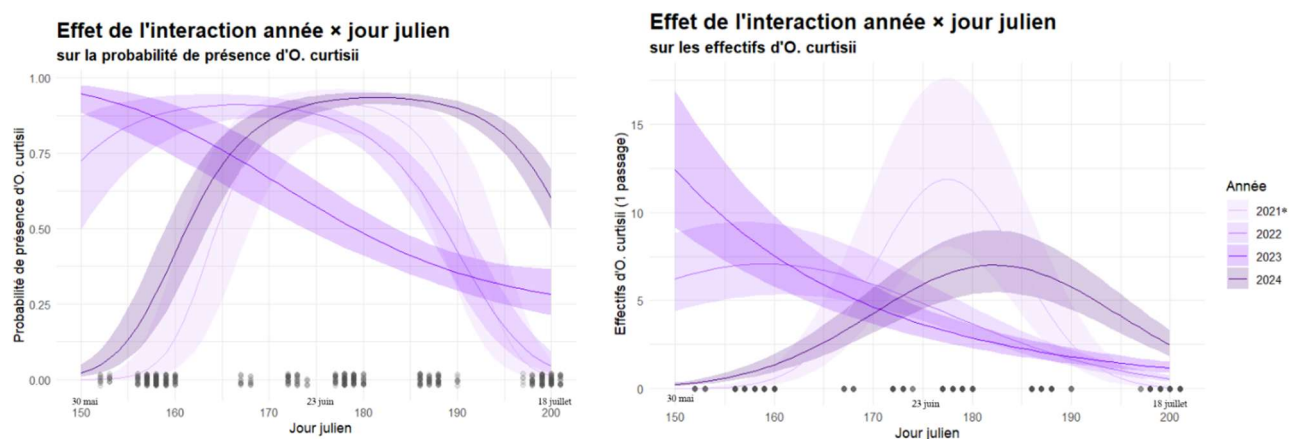 Effet de l'interaction année × jour julien
sur la probabilité de présence d'O. curtisii
Probabilité de présence d'O. curtisii
1.00
0.75
0.50
0.25
0.00
30 mai
23 juin
18 juillet
150
160
170
180
190
200
Jour julien
Effet de l'interaction année × jour julien
sur les effectifs d'O. curtisii
Effectifs d'O. curtisii (1 passage)
15
10
5
0
30 mai
23 juin
18 juillet
150
160
170
180
190
200
Jour julien
Année
2021*
2022
2023
2024